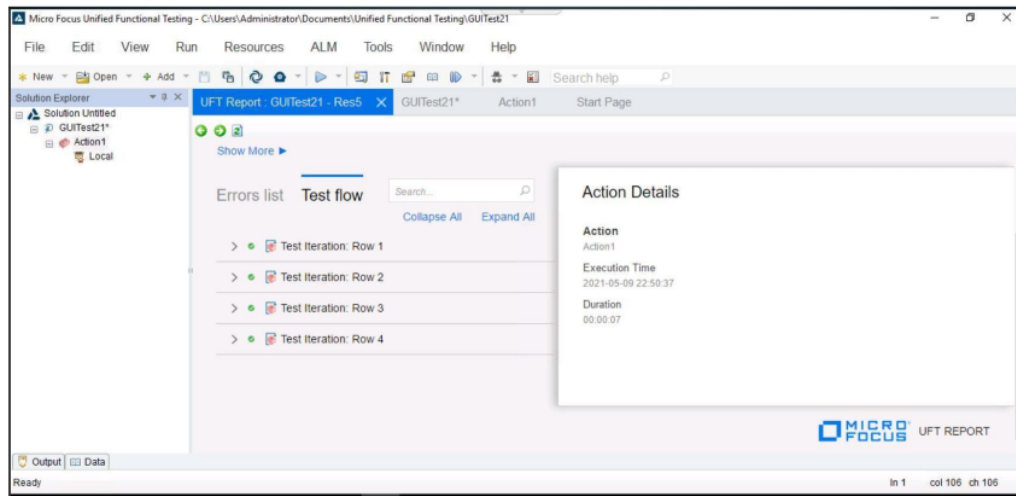 Micro Focus Unified Functional Testing - C:\Users\Administrator\Documents\Unified Functional Testing\GUITest21
File Edit View Run Resources ALM Tools Window Help
New Open Add Search help
Solution Explorer
UFT Report : GUITest21 - Res5 GUITest21* Action1 Start Page
Solution Untitled
GUITest21*
Action1
Local
Show More
Errors list Test flow Search...
Collapse All Expand All
Test Iteration: Row 1
Test Iteration: Row 2
Test Iteration: Row 3
Test Iteration: Row 4
Action Details
Action
Action1
Execution Time
2021-05-09 22:50:37
Duration
00:00:07
MICRO FOCUS UFT REPORT
Output Data
Ready ln 1 col 106 ch 106